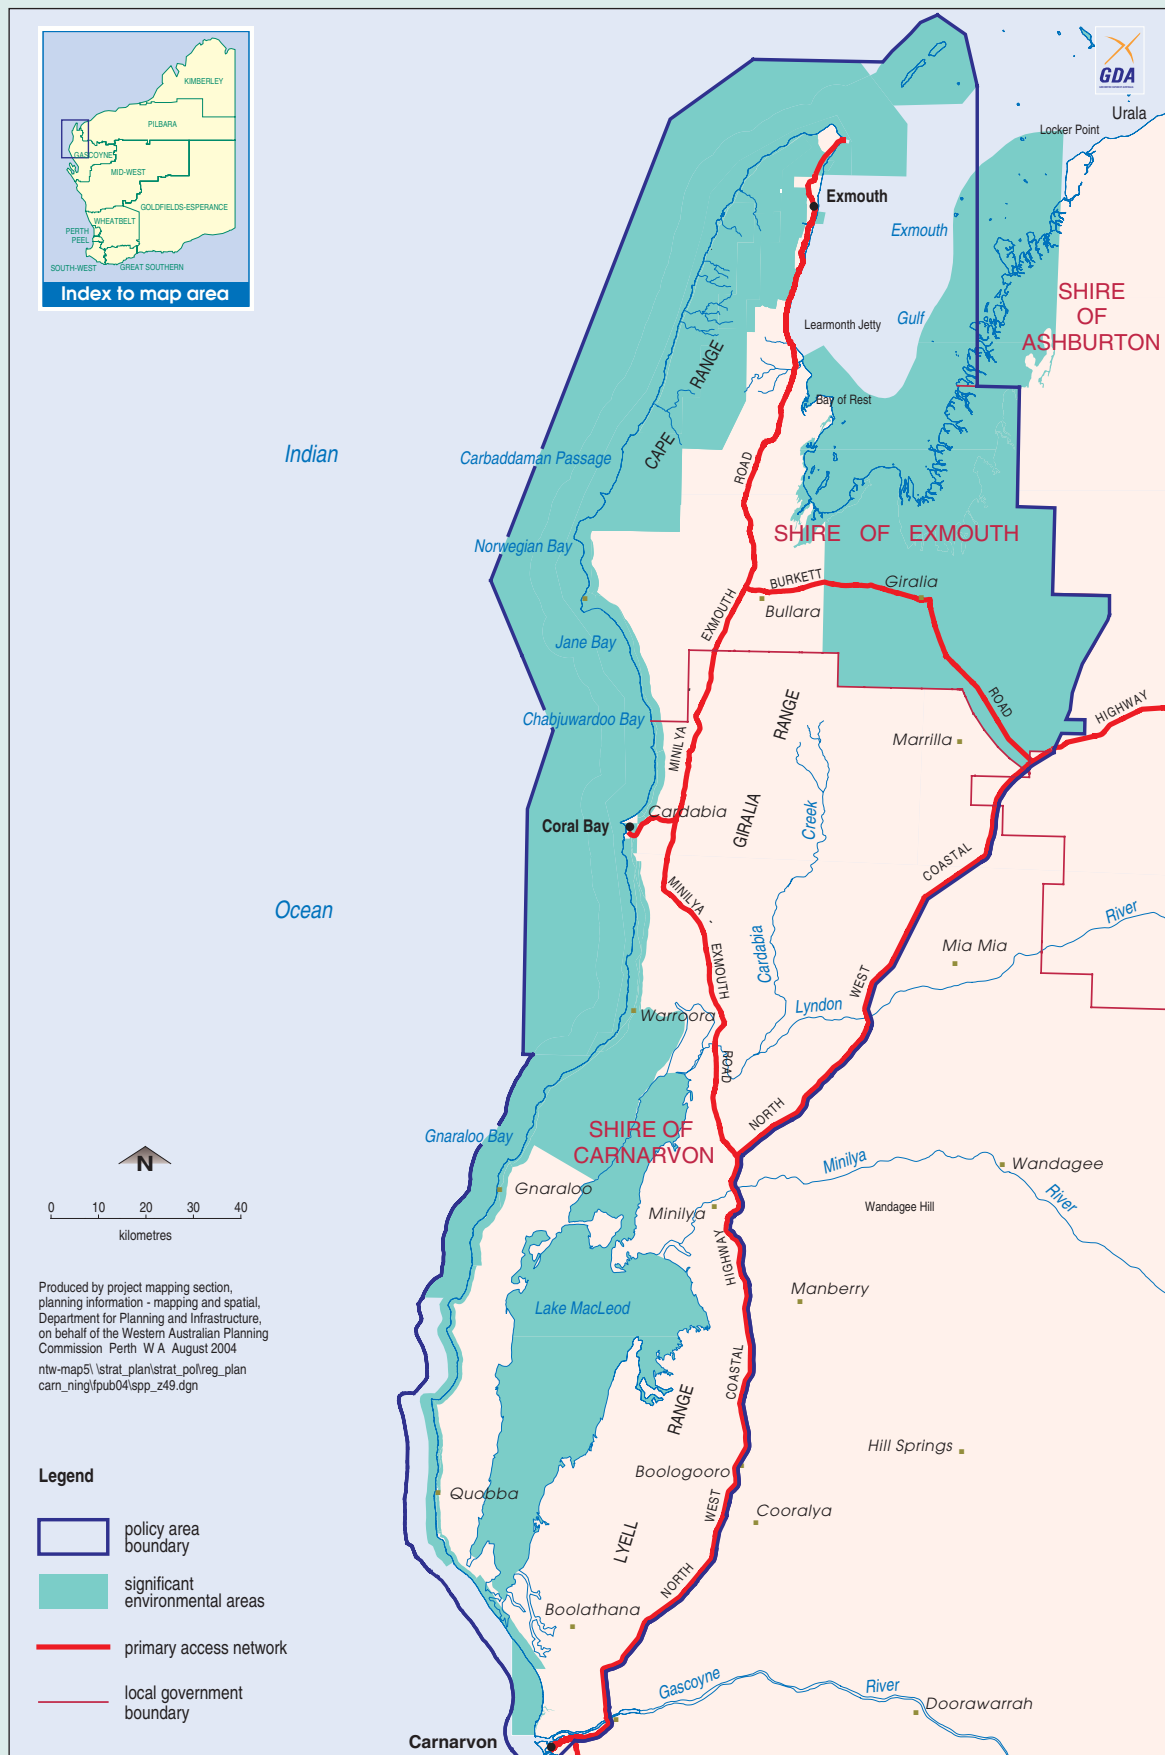 KIMBERLEY
PILBARA
GASCOYNE
MID-WEST
GOLDFIELDS-ESPERANCE
WHEATBELT
PERTH
PEEL
SOUTH-WEST
GREAT SOUTHERN
Index to map area
GDA
Urala
Locker Point
Exmouth
Exmouth
Gulf
SHIRE
OF
ASHBURTON
Learmonth Jetty
RANGE
CAPE
Bay of Rest
Indian
Carbaddaman Passage
ROAD
SHIRE OF EXMOUTH
Norwegian Bay
BURKETT
Giralia
Bullara
EXMOUTH
Jane Bay
ROAD
HIGHWAY
RANGE
Chabjuwardoo Bay
MINILYA
Marrilla
Cardabia
GIRALIA
Creek
Coral Bay
COASTAL
MINILYA -
Ocean
River
EXMOUTH
Cardabia
Mia Mia
WEST
Lyndon
Warroora
ROAD
NORTH
Gnaraloo Bay
SHIRE OF
CARNARVON
Minilya
Wandagee
N
Gnaraloo
River
Wandagee Hill
Minilya
0 10 20 30 40
kilometres
HIGHWAY
Manberry
Lake MacLeod
Produced by project mapping section,
planning information - mapping and spatial,
Department for Planning and Infrastructure,
on behalf of the Western Australian Planning
Commission Perth W A August 2004
ntw-map5\ \strat_plan\strat_pol\reg_plan
carn_ning\fpub04\spp_z49.dgn
COASTAL
RANGE
Hill Springs
Boologooro
Legend
Quobba
WEST
Cooralya
LYELL
policy area
boundary
significant
environmental areas
NORTH
Boolathana
primary access network
Gascoyne
River
local government
boundary
Doorawarrah
Carnarvon